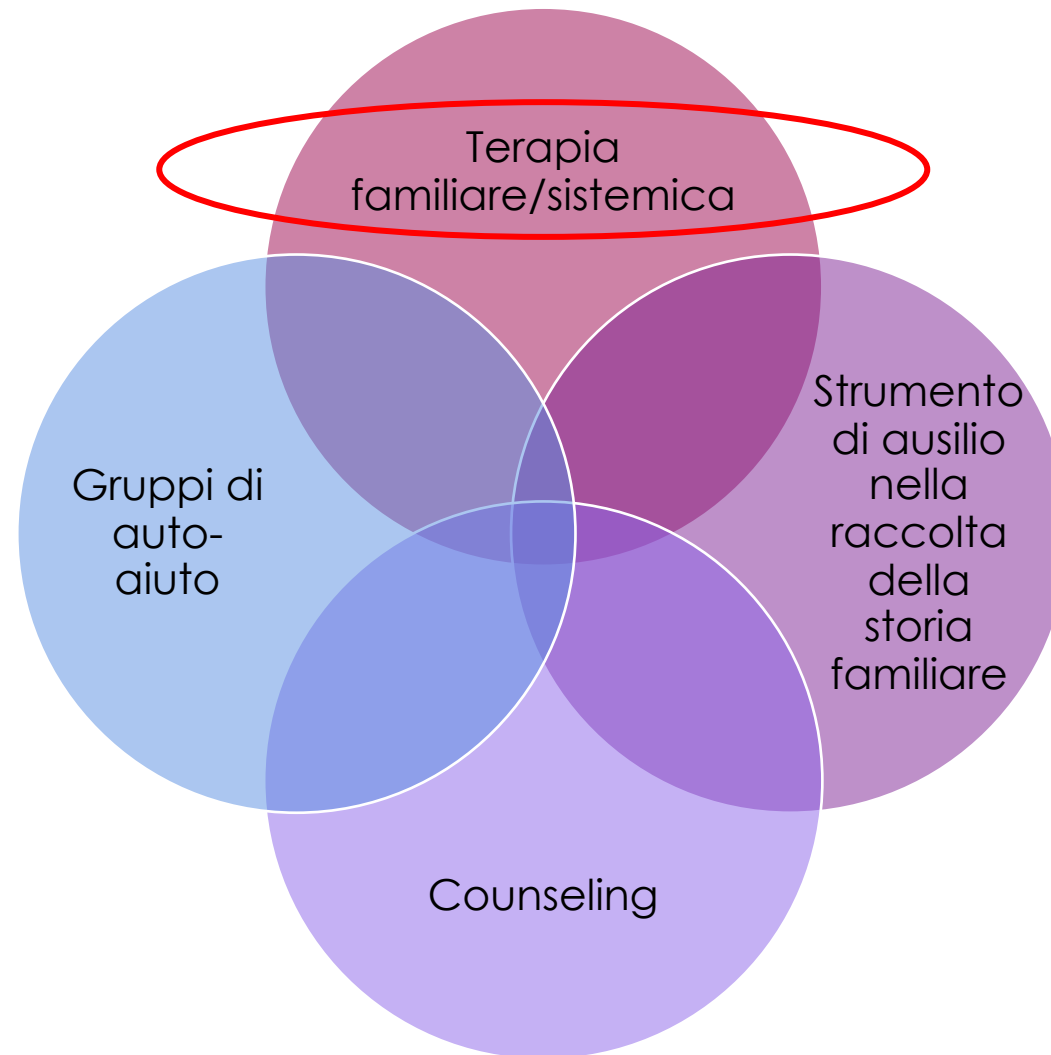 Terapia
familiare/sistemica
Strumento
di ausilio
nella
raccolta
della
storia
familiare
Gruppi di
auto-
aiuto
Counseling